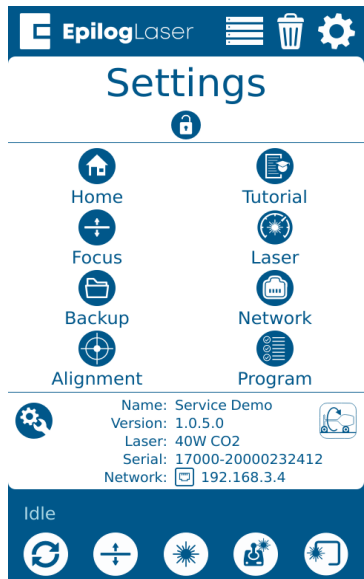 EpilogLaser
Settings
Home Tutorial
Focus Laser
Backup Network
Alignment Program
Name: Service Demo
Version: 1.0.5.0
Laser: 40W CO2
Serial: 17000-20000232412
Network: 192.168.3.4
Idle